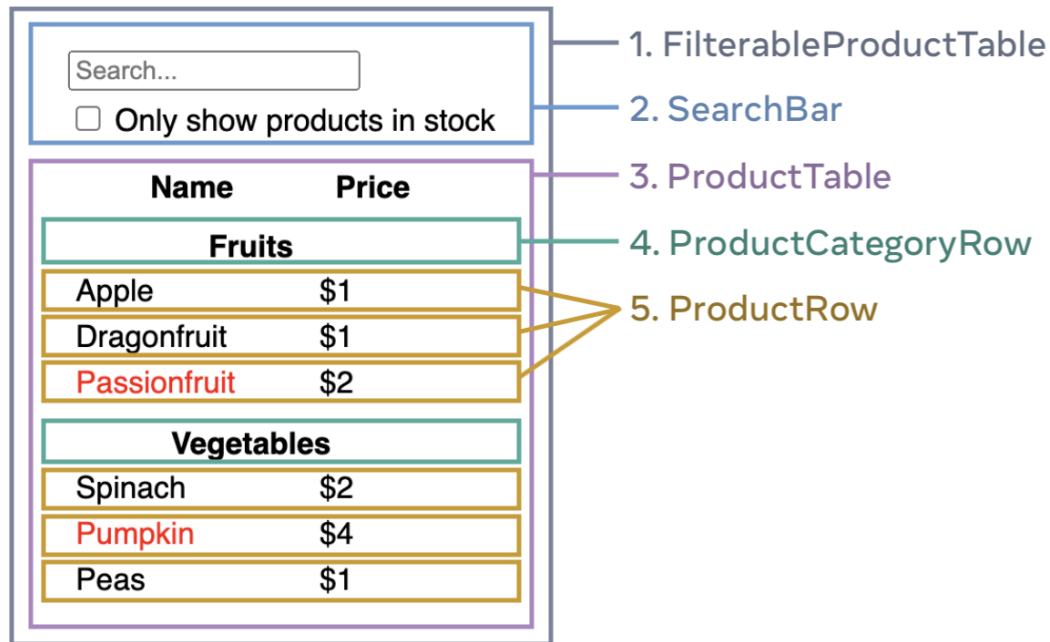 Search...
Only show products in stock
Name Price
Fruits
Apple $1
Dragonfruit $1
Passionfruit $2
Vegetables
Spinach $2
Pumpkin $4
Peas $1
1. FilterableProductTable
2. SearchBar
3. ProductTable
4. ProductCategoryRow
5. ProductRow